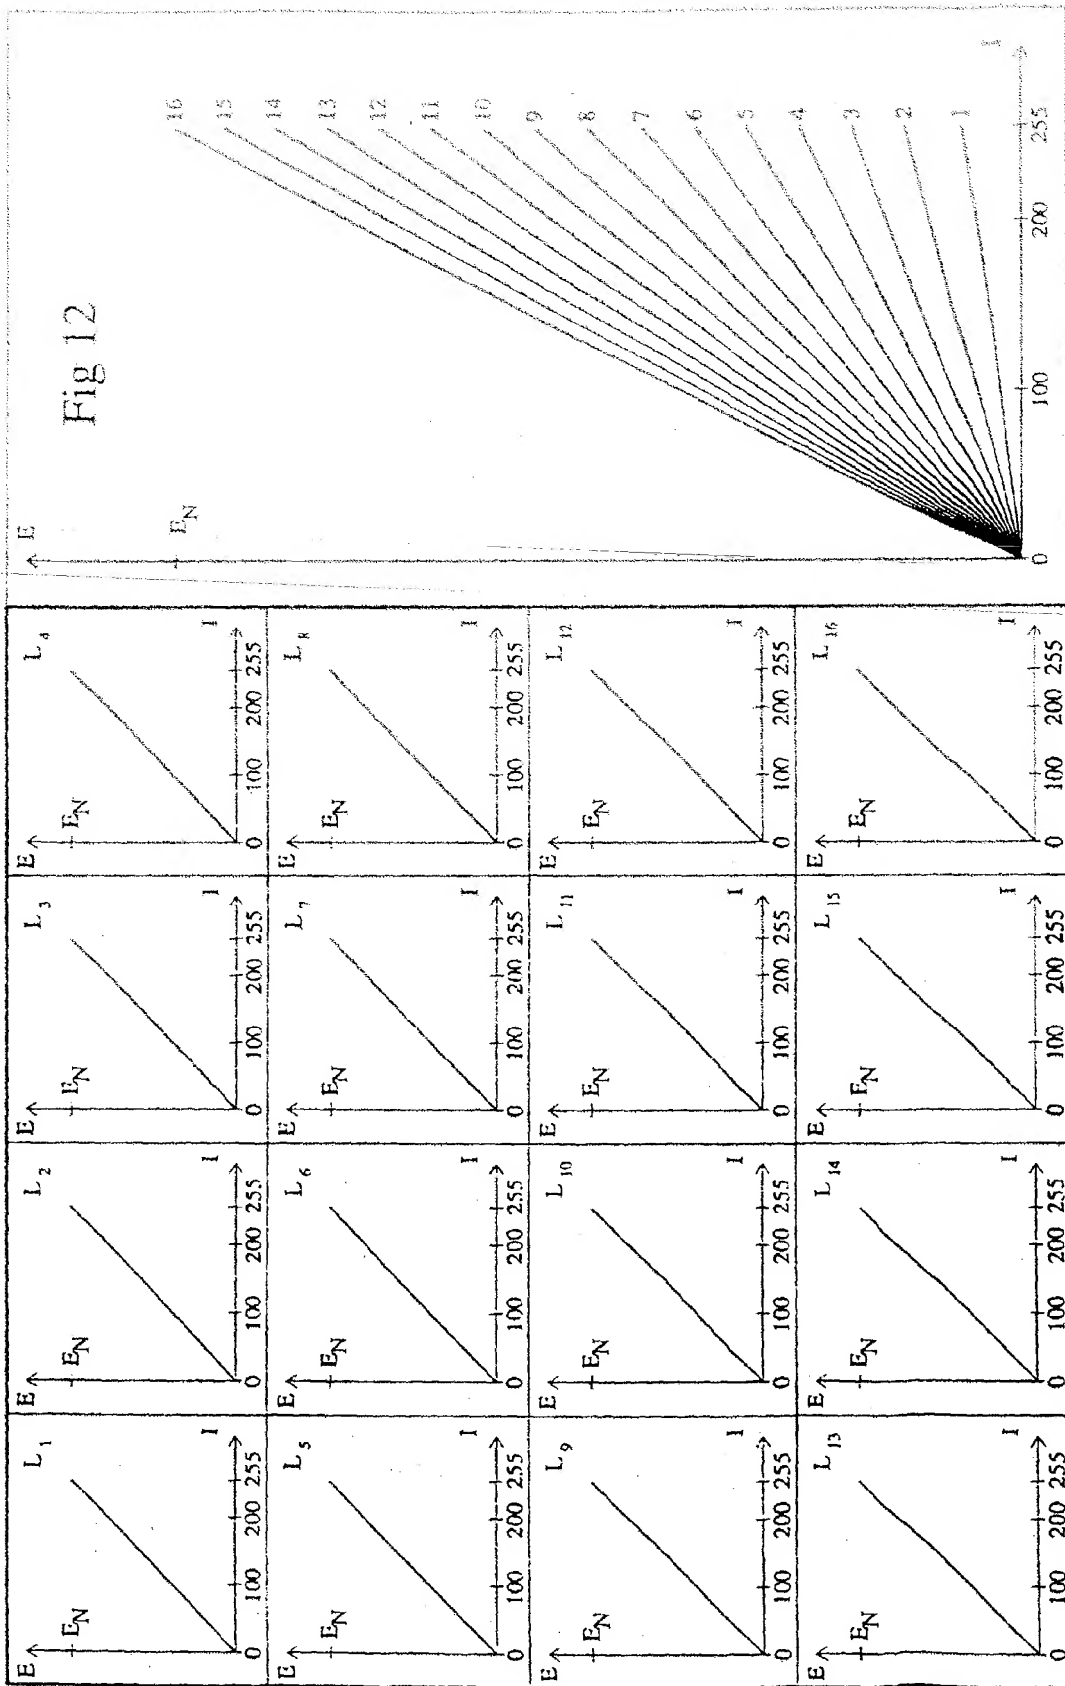 Fig 12
E
E_N
16
15
14
13
12
11
10
9
8
7
6
5
4
3
2
1
I
0 100 200 255
E E_N L_1 I
0 100 200 255
E E_N L_2 I
0 100 200 255
E E_N L_3 I
0 100 200 255
E E_N L_4 I
0 100 200 255
E E_N L_5 I
0 100 200 255
E E_N L_6 I
0 100 200 255
E E_N L_7 I
0 100 200 255
E E_N L_8 I
0 100 200 255
E E_N L_9 I
0 100 200 255
E E_N L_10 I
0 100 200 255
E E_N L_11 I
0 100 200 255
E E_N L_12 I
0 100 200 255
E E_N L_13 I
0 100 200 255
E E_N L_14 I
0 100 200 255
E E_N L_15 I
0 100 200 255
E E_N L_16 I
0 100 200 255